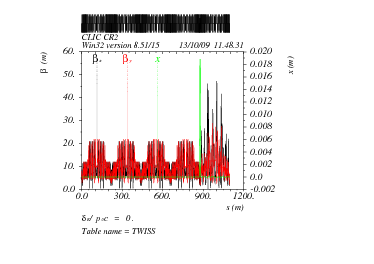 CLIC CR2
Win32 version 8.51/15 13/10/09 11.48.31
β (m) x (m)
βx βy x
60. 0.020
0.018
50. 0.016
0.014
40. 0.012
30. 0.010
0.008
20. 0.006
0.004
10. 0.002
0.0
0.0 -0.002
0.0 300. 600. 900. 1200.
s (m)
δE/ p0c = 0.
Table name = TWISS